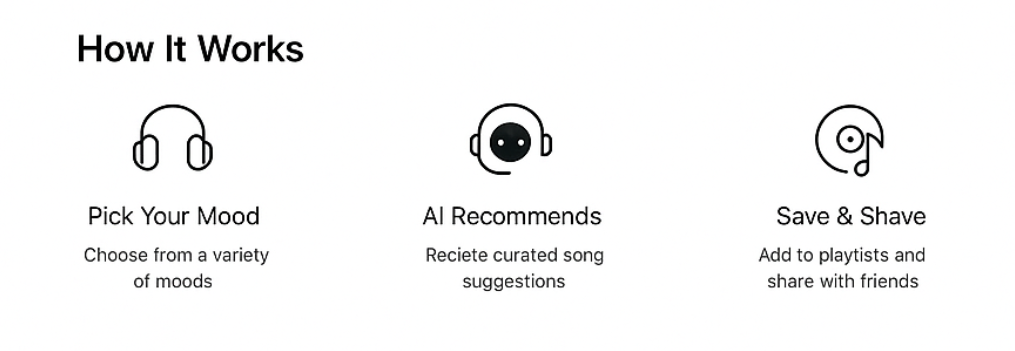 How It Works
Pick Your Mood
Choose from a variety
of moods
AI Recommends
Reciete curated song
suggestions
Save & Shave
Add to playtists and
share with friends